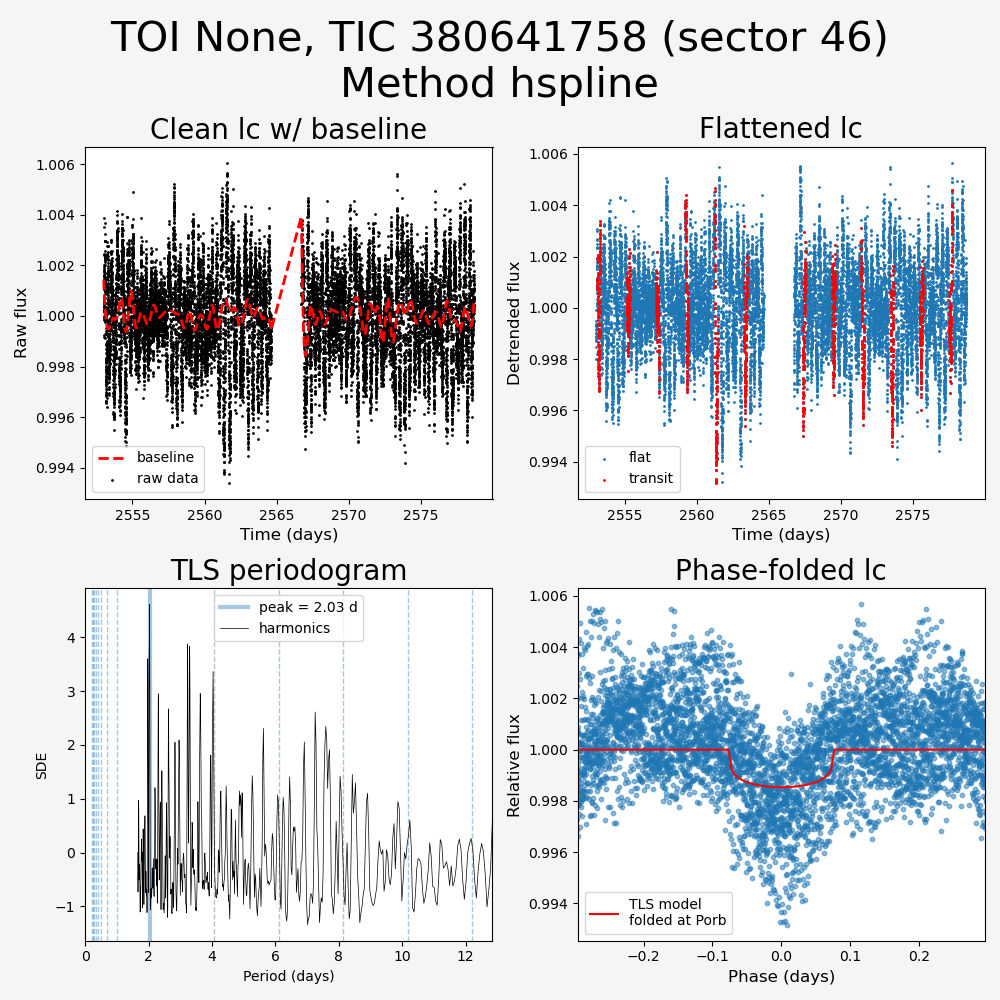 TOI None, TIC 380641758 (sector 46)
Method hspline
Clean lc w/ baseline
Raw flux
1.006
1.004
1.002
1.000
0.998
0.996
0.994
baseline
raw data
2555
2560
2565
2570
2575
Time (days)
Flattened lc
Detrended flux
1.006
1.004
1.002
1.000
0.998
0.996
0.994
flat
transit
2555
2560
2565
2570
2575
Time (days)
TLS periodogram
SDE
4
3
2
1
0
−1
peak = 2.03 d
harmonics
0
2
4
6
8
10
12
Period (days)
Phase-folded lc
Relative flux
1.006
1.004
1.002
1.000
0.998
0.996
0.994
TLS model
folded at Porb
−0.2
−0.1
0.0
0.1
0.2
Phase (days)